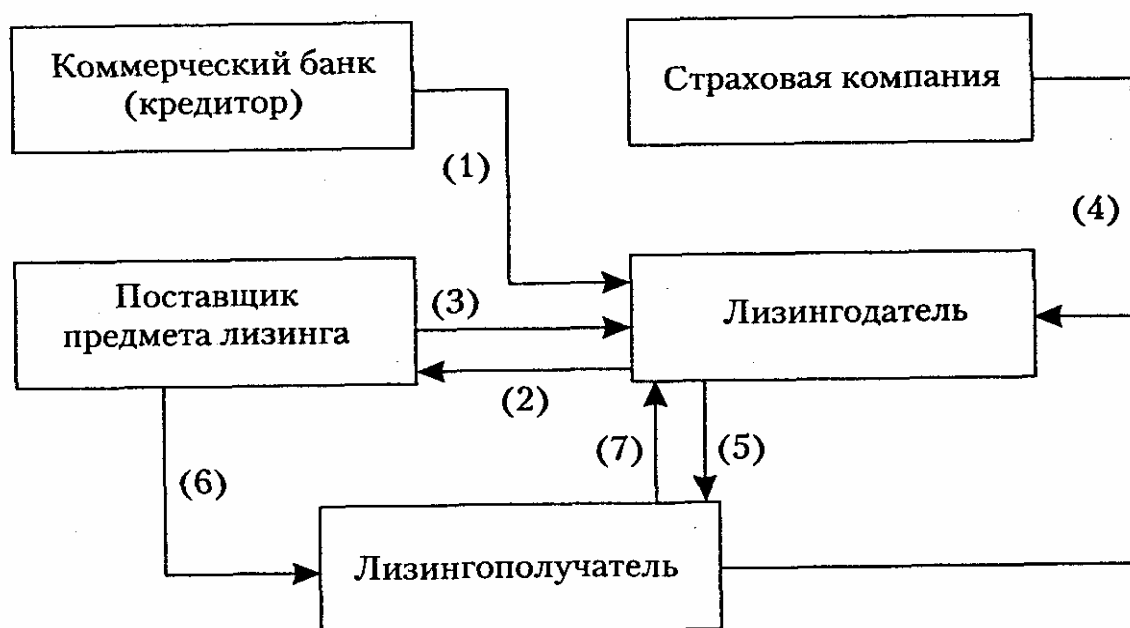 Коммерческий банк
(кредитор)
Страховая компания
(1)
(4)
Поставщик
предмета лизинга
(3)
Лизингодатель
(2)
(7)
(5)
(6)
Лизингополучатель